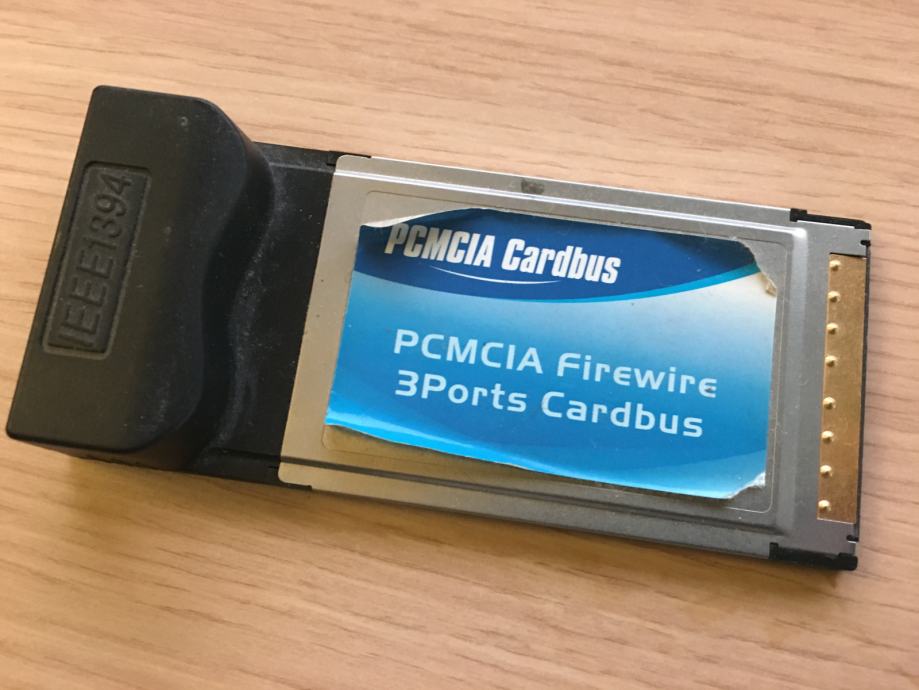 IEEE1394
PCMCIA Cardbus
PCMCIA Firewire
3Ports Cardbus